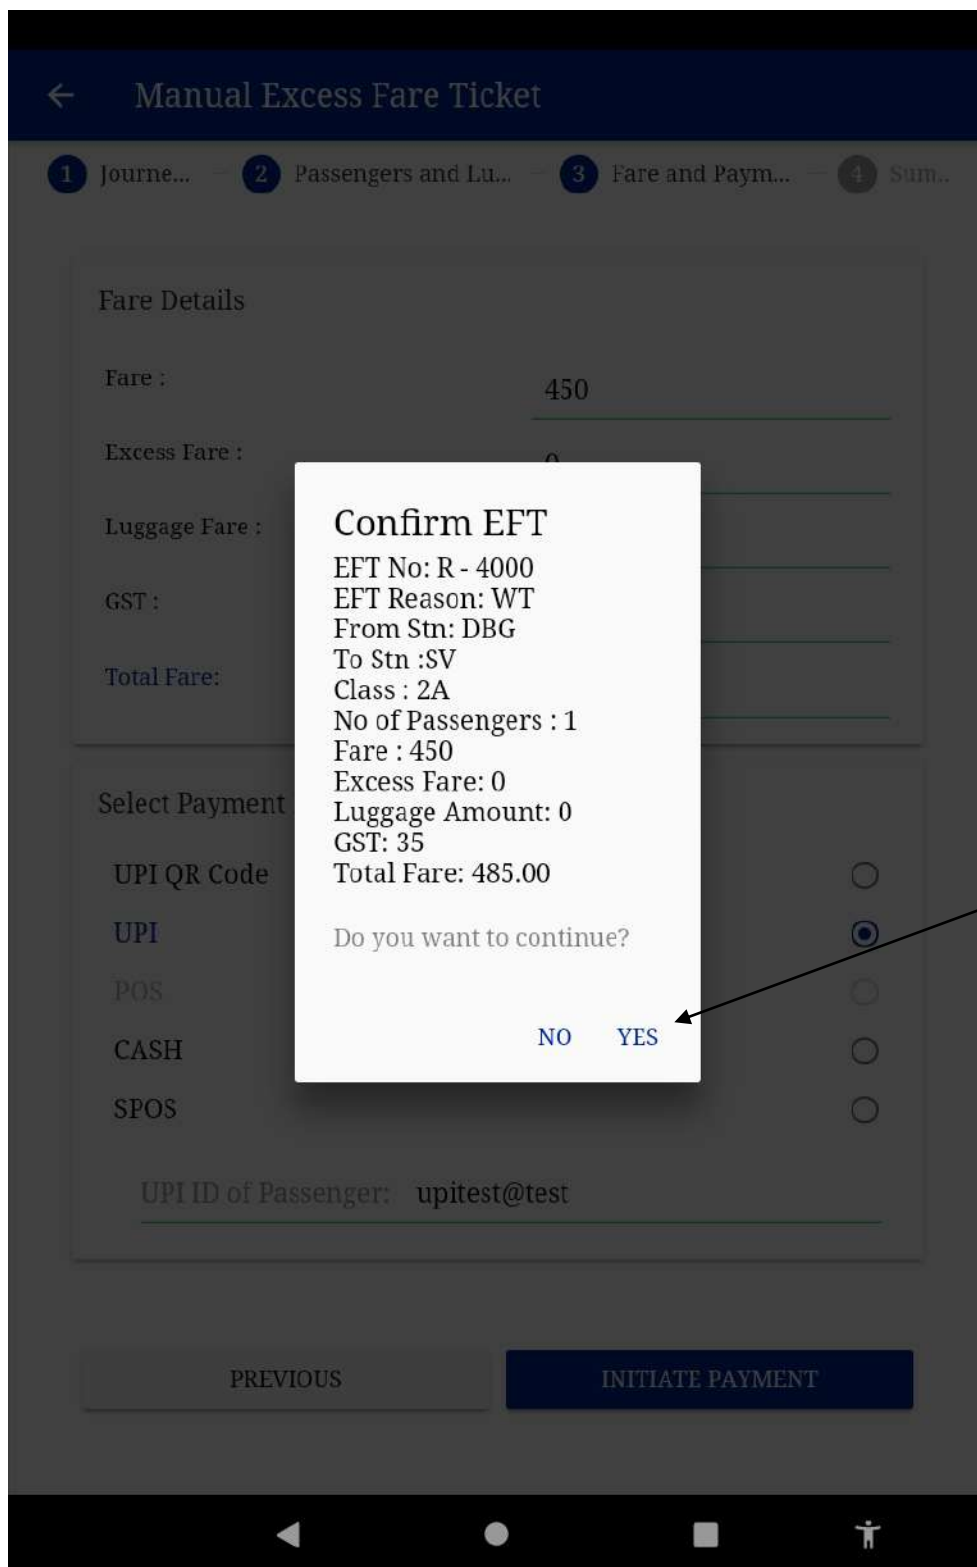 Manual Excess Fare Ticket
1 Journe... 2 Passengers and Lu... 3 Fare and Paym... 4 Sum..
Fare Details
Fare : 450
Excess Fare : 0
Luggage Fare :
GST :
Total Fare:
Confirm EFT
EFT No: R - 4000
EFT Reason: WT
From Stn: DBG
To Stn :SV
Class : 2A
No of Passengers : 1
Fare : 450
Excess Fare: 0
Luggage Amount: 0
GST: 35
Total Fare: 485.00
Do you want to continue?
NO YES
Select Payment
UPI QR Code
UPI
POS
CASH
SPOS
UPI ID of Passenger: upitest@test
PREVIOUS INITIATE PAYMENT